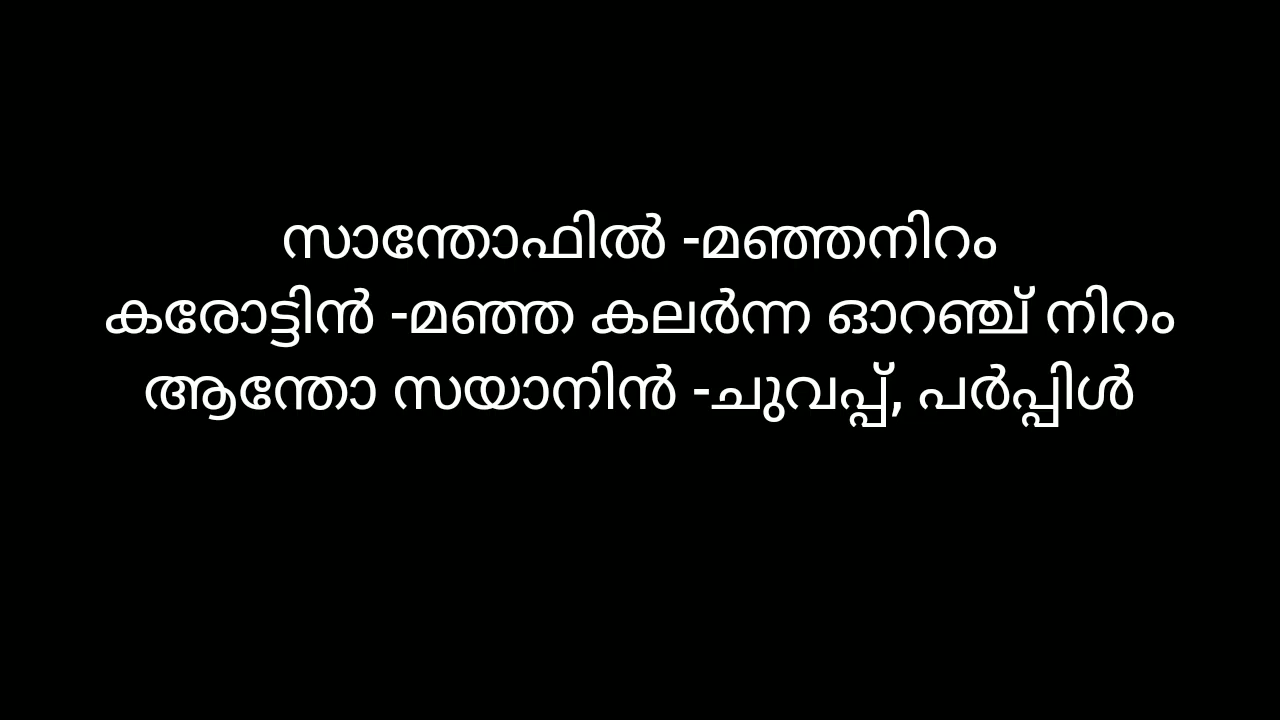 സാന്തോഫിൽ -മഞ്ഞനിറം
കരോട്ടിൻ -മഞ്ഞ കലർന്ന ഓറഞ്ച് നിറം
ആന്തോ സയാനിൻ -ചുവപ്പ്, പർപ്പിൾ